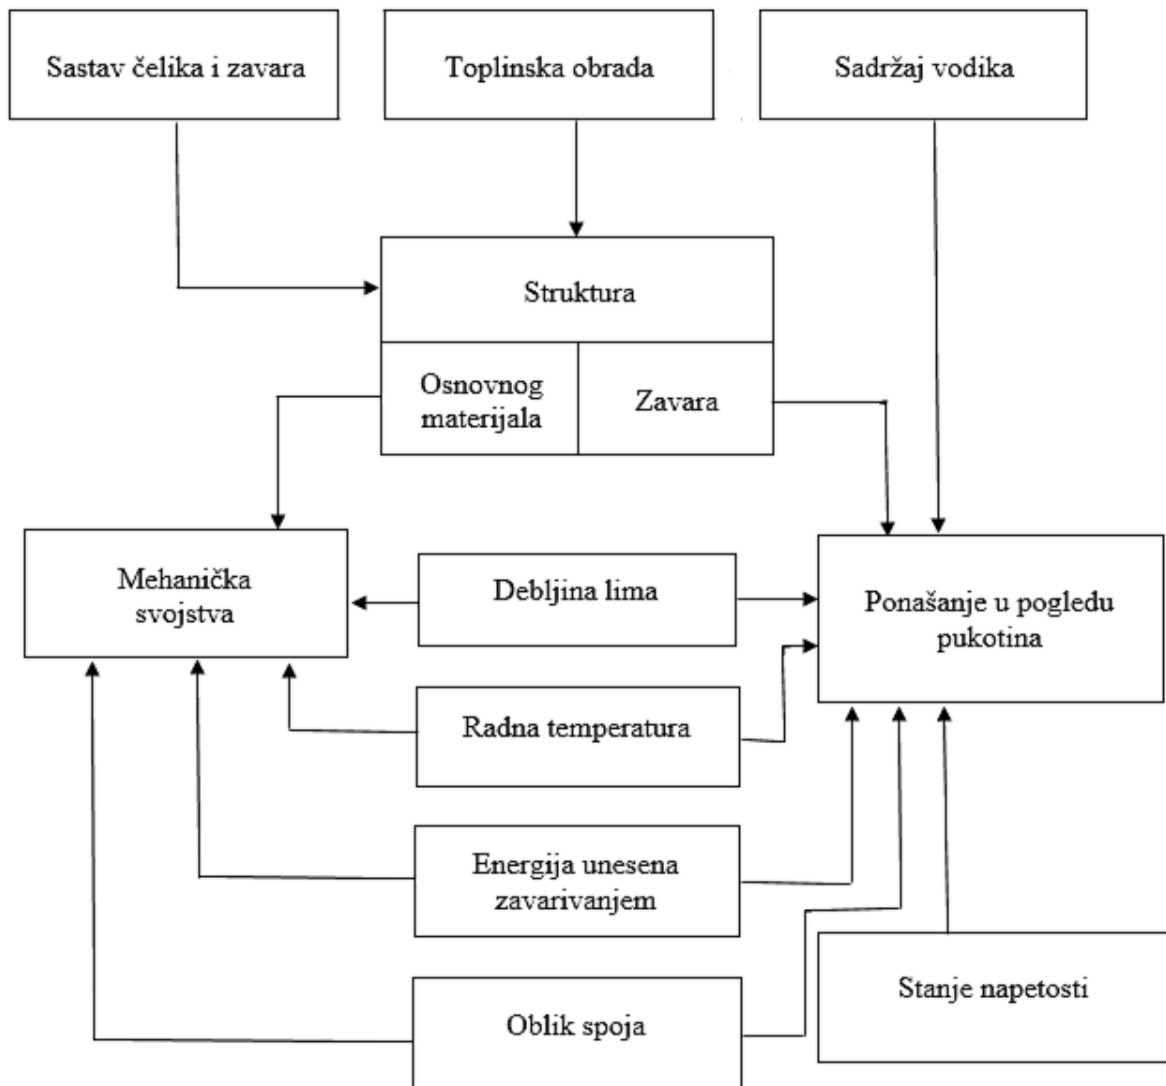 Sastav čelika i zavara
Toplinska obrada
Sadržaj vodika
Struktura
Osnovnog
materijala
Zavara
Mehanička
svojstva
Debljina lima
Ponašanje u pogledu
pukotina
Radna temperatura
Energija unesena
zavarivanjem
Stanje napetosti
Oblik spoja